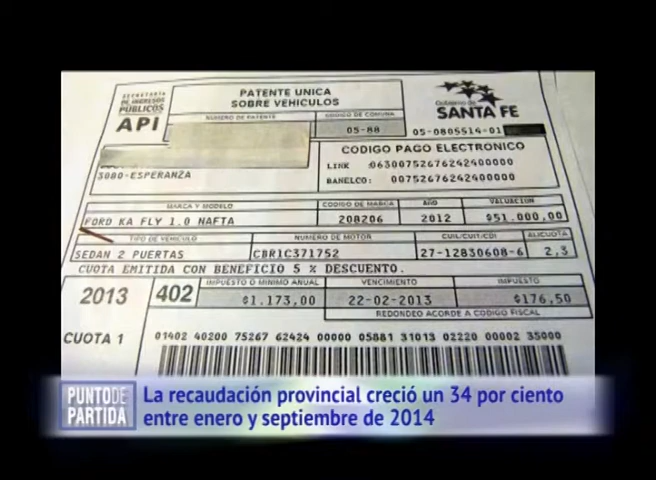 SECRETARÍA
DE INGRESOS
PÚBLICOS
API
PATENTE UNICA
SOBRE VEHICULOS
NUMERO DE PATENTE
CODIGO DE COMUNA
05-88
Gobierno de
SANTA FE
05-0805514-01
CODIGO PAGO ELECTRONICO
LINK : 06300752676242400000
BANELCO: 00752676242400000
3080-ESPERANZA
MARCA Y MODELO
CODIGO DE MARCA
AÑO
VALUACION
FORD KA FLY 1.0 NAFTA
208206
2012
$51.000,00
TIPO DE VEHICULO
NUMERO DE MOTOR
CUIL/CUIT/CDI
ALICUOTA
SEDAN 2 PUERTAS
CBR1C371752
27-12830608-6
2,3
CUOTA EMITIDA CON BENEFICIO 5 % DESCUENTO.
2013
402
IMPUESTO O MINIMO ANUAL
VENCIMIENTO
IMPUESTO
$1.173,00
22-02-2013
$176,50
REDONDEO ACORDE A CODIGO FISCAL
CUOTA 1
01402 40200 75267 62424 00000 05881 31013 02220 00002 35000
PUNTO DE
PARTIDA
La recaudación provincial creció un 34 por ciento
entre enero y septiembre de 2014